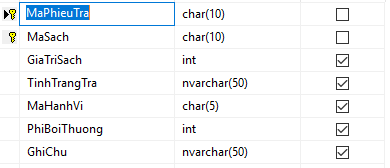 MaPhieuTra char(10)
MaSach char(10)
GiaTriSach int
TinhTrangTra nvarchar(50)
MaHanhVi char(5)
PhiBoiThuong int
GhiChu nvarchar(50)